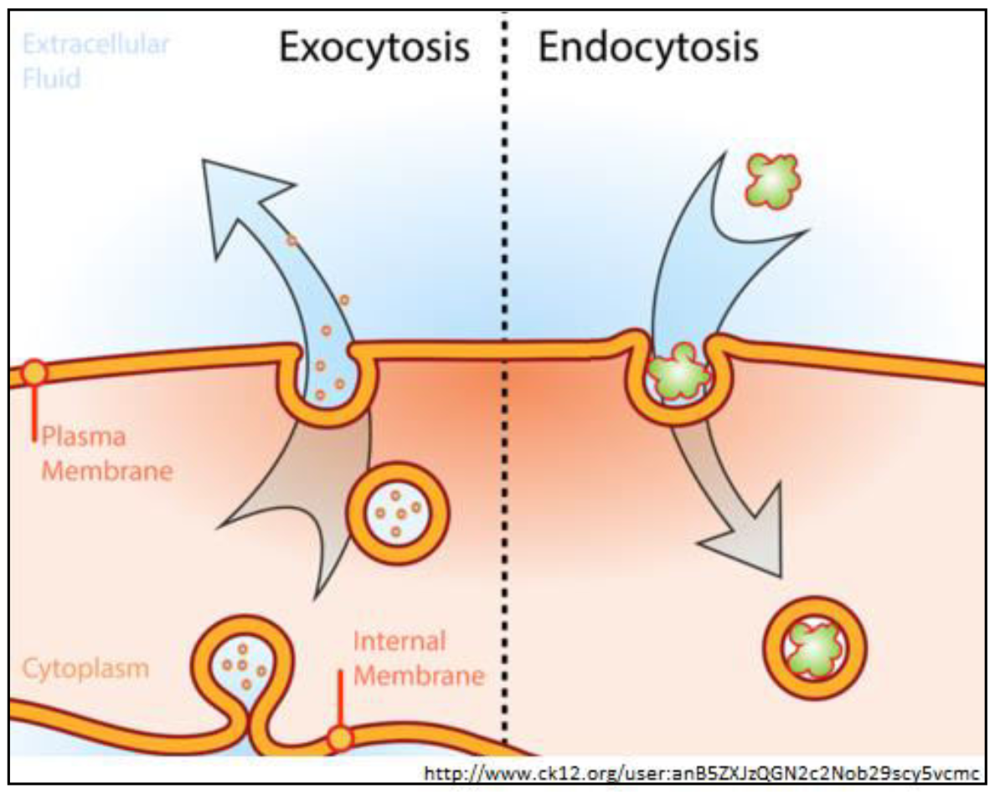 Extracellular
Fluid
Exocytosis
Endocytosis
Plasma
Membrane
Internal
Membrane
Cytoplasm
http://www.ck12.org/user:anB5ZXJzQGN2c2Nob29scy5vcmc